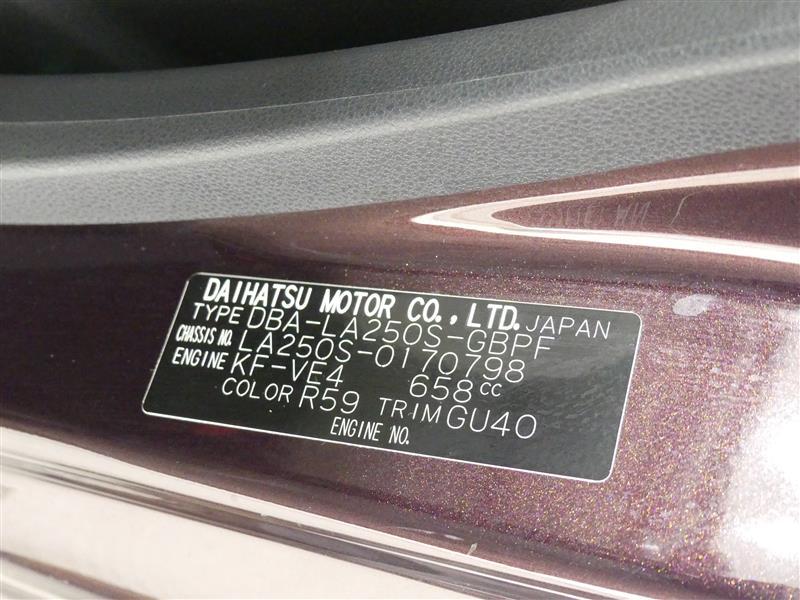 DAIHATSU MOTOR CO., LTD. JAPAN
TYPE DBA-LA250S-GBPF
CHASSIS NO. LA250S-0170798
ENGINE KF-VE4 658cc
COLOR R59 TRIM GU40
ENGINE NO.